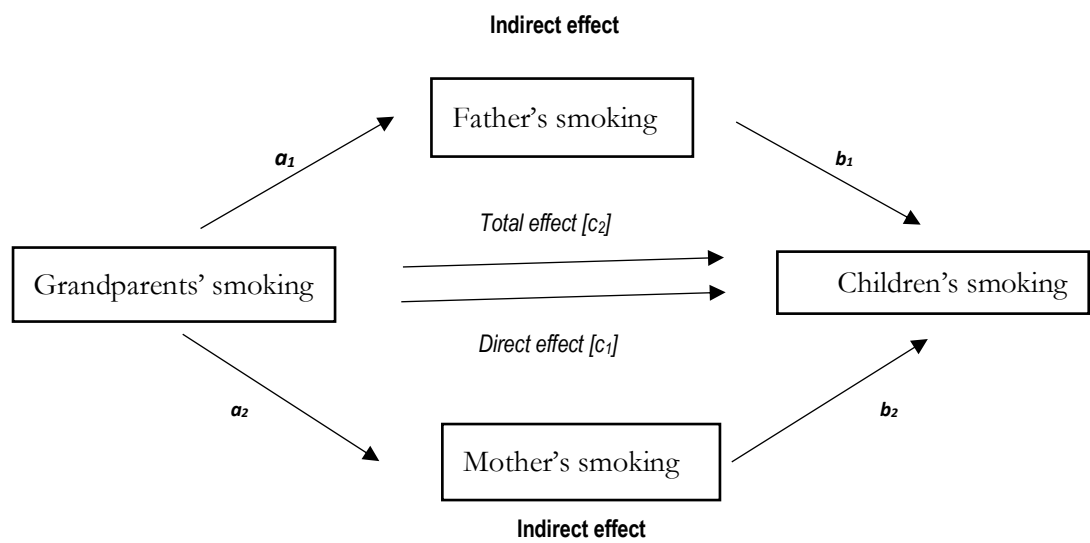 Indirect effect
Father’s smoking
a₁
b₁
Total effect [c₂]
Grandparents’ smoking
Children’s smoking
Direct effect [c₁]
a₂
b₂
Mother’s smoking
Indirect effect